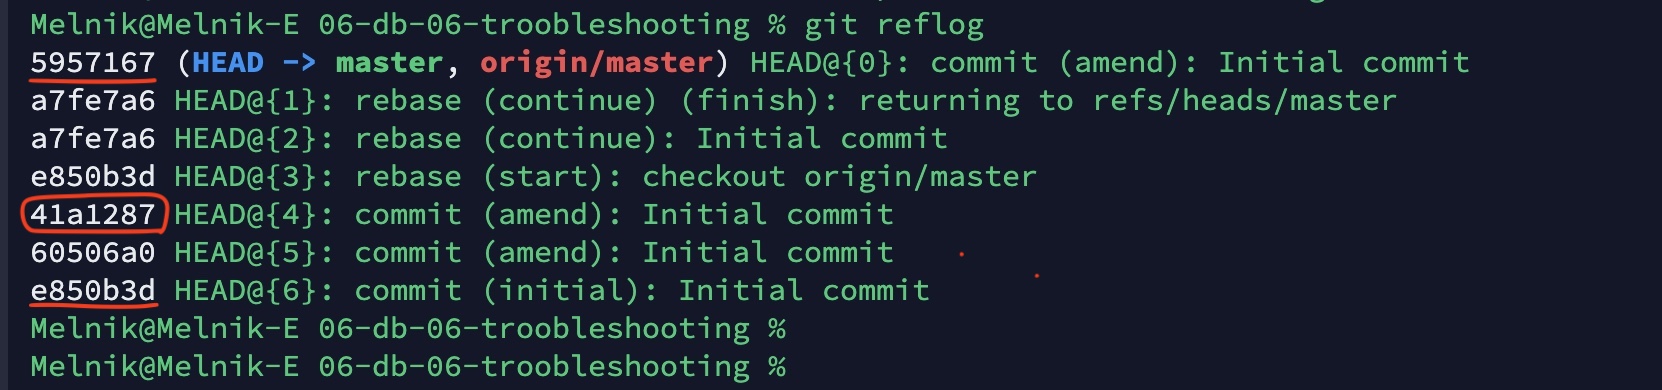 Melnik@Melnik-E 06-db-06-troobleshooting % git reflog
5957167 (HEAD -> master, origin/master) HEAD@{0}: commit (amend): Initial commit
a7fe7a6 HEAD@{1}: rebase (continue) (finish): returning to refs/heads/master
a7fe7a6 HEAD@{2}: rebase (continue): Initial commit
e850b3d HEAD@{3}: rebase (start): checkout origin/master
41a1287 HEAD@{4}: commit (amend): Initial commit
60506a0 HEAD@{5}: commit (amend): Initial commit
e850b3d HEAD@{6}: commit (initial): Initial commit
Melnik@Melnik-E 06-db-06-troobleshooting %
Melnik@Melnik-E 06-db-06-troobleshooting %